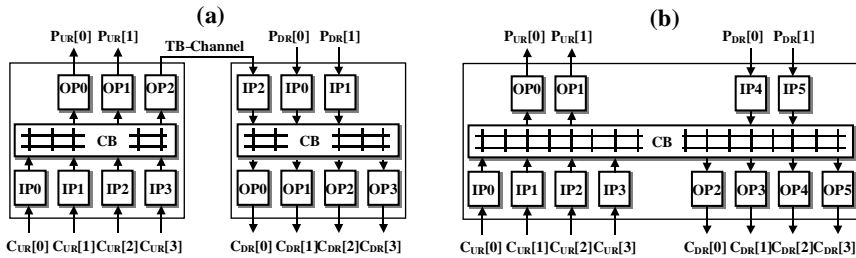 (a)
(b)
P_UR[0] P_UR[1] P_DR[0] P_DR[1] P_UR[0] P_UR[1] P_DR[0] P_DR[1]
TB-Channel
OP0 OP1 OP2 IP2 IP0 IP1 OP0 OP1 IP4 IP5
CB CB CB
IP0 IP1 IP2 IP3 OP0 OP1 OP2 OP3 IP0 IP1 IP2 IP3 OP2 OP3 OP4 OP5
C_UR[0] C_UR[1] C_UR[2] C_UR[3] C_DR[0] C_DR[1] C_DR[2] C_DR[3] C_UR[0] C_UR[1] C_UR[2] C_UR[3] C_DR[0] C_DR[1] C_DR[2] C_DR[3]